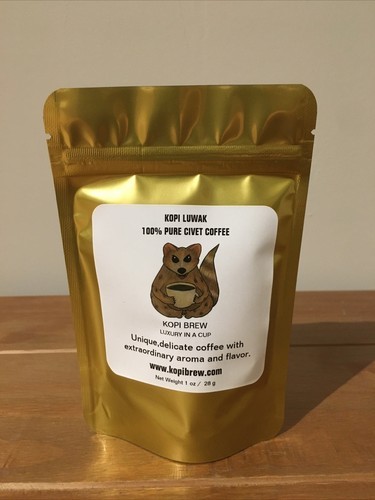 KOPI LUWAK
100% PURE CIVET COFFEE
KOPI BREW
LUXURY IN A CUP
Unique,delicate coffee with
extraordinary aroma and flavor.
www.kopibrew.com
Net Weight 1 oz / 28 g